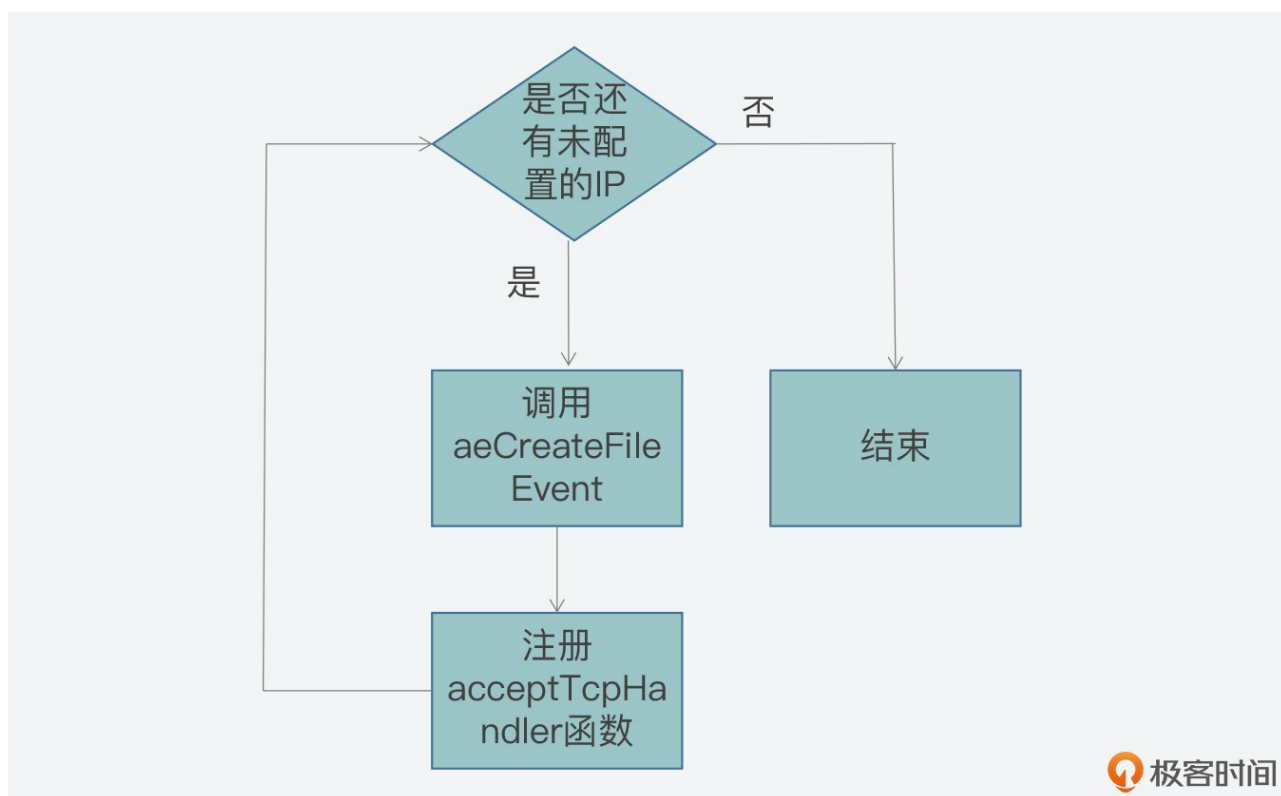 是否还
有未配
置的IP
否
是
调用
aeCreateFile
Event
结束
注册
acceptTcpHa
ndler函数
极客时间